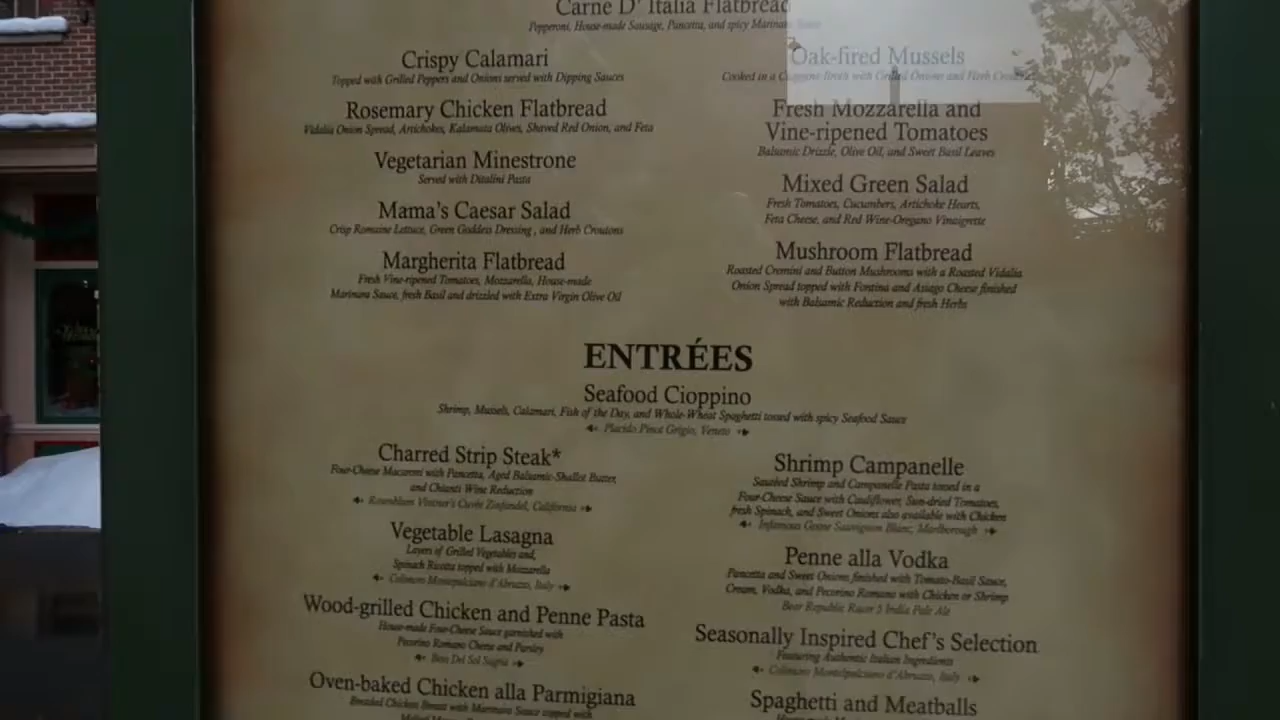 Carne D' Italia Flatbread
Pepperoni, House-made Sausage, Pancetta, and spicy Marinara
Crispy Calamari
Topped with Grilled Peppers and Onions served with Dipping Sauces
Rosemary Chicken Flatbread
Vidalia Onion Spread, Artichokes, Kalamata Olives, Shaved Red Onion, and Feta
Vegetarian Minestrone
Served with Ditalini Pasta
Mama's Caesar Salad
Crisp Romaine Lettuce, Green Goddess Dressing , and Herb Croutons
Margherita Flatbread
Fresh Vine-ripened Tomatoes, Mozzarella, House-made
Marinara Sauce, fresh Basil and drizzled with Extra Virgin Olive Oil
Oak-fired Mussels
Cooked in a with Grilled Onions and Herb
Fresh Mozzarella and
Vine-ripened Tomatoes
Balsamic Drizzle, Olive Oil, and Sweet Basil Leaves
Mixed Green Salad
Fresh Tomatoes, Cucumbers, Artichoke Hearts,
Feta Cheese, and Red Wine-Oregano Vinaigrette
Mushroom Flatbread
Roasted Cremini and Button Mushrooms with a Roasted Vidalia
Onion Spread topped with Fontina and Asiago Cheese finished
with Balsamic Reduction and fresh Herbs
ENTRÉES
Seafood Cioppino
Shrimp, Mussels, Calamari, Fish of the Day, and Whole-Wheat Spaghetti tossed with spicy Seafood Sauce
Placido Pinot Grigio, Veneto
Charred Strip Steak*
Four-Cheese Macaroni with Pancetta, Aged Balsamic-Shallot Butter,
and Chianti Wine Reduction
Rosenblum Vintner's Cuvée Zinfandel, California
Vegetable Lasagna
Layers of Grilled Vegetables and,
Spinach Ricotta topped with Mozzarella
Montepulciano d'Abruzzo, Italy
Wood-grilled Chicken and Penne Pasta
House-made Four-Cheese Sauce garnished with
Pecorino Romano Cheese and Parsley
Del Sol
Oven-baked Chicken alla Parmigiana
Breaded Chicken Breast with Marinara Sauce topped with
Shrimp Campanelle
Sautéed Shrimp and Campanelle Pasta tossed in a
Four-Cheese Sauce with Cauliflower, Sun-dried Tomatoes,
fresh Spinach, and Sweet Onions also available with Chicken
Infamous Goose Sauvignon Blanc, Marlborough
Penne alla Vodka
Pancetta and Sweet Onions finished with Tomato-Basil Sauce,
Cream, Vodka, and Pecorino Romano with Chicken or Shrimp
Bear Republic Racer 5 India Pale Ale
Seasonally Inspired Chef's Selection
Featuring Authentic Italian Ingredients
Montepulciano d'Abruzzo, Italy
Spaghetti and Meatballs